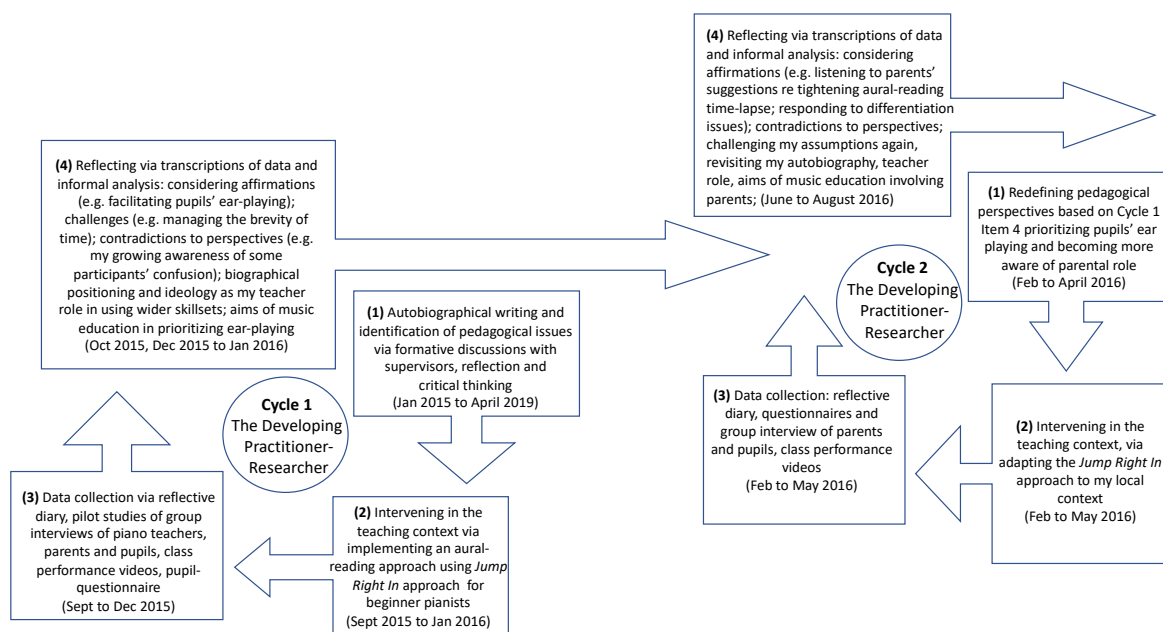 (4) Reflecting via transcriptions of data and
informal analysis: considering affirmations
(e.g. facilitating pupils’ ear-playing);
challenges (e.g. managing the brevity of
time); contradictions to perspectives (e.g.
my growing awareness of some
participants’ confusion); biographical
positioning and ideology as my teacher
role in using wider skillsets; aims of music
education in prioritizing ear-playing
(Oct 2015, Dec 2015 to Jan 2016)
(1) Autobiographical writing and
identification of pedagogical issues
via formative discussions with
supervisors, reflection and
critical thinking
(Jan 2015 to April 2019)
Cycle 1
The Developing
Practitioner-
Researcher
(3) Data collection via reflective
diary, pilot studies of group
interviews of piano teachers,
parents and pupils, class
performance videos, pupil-
questionnaire
(Sept to Dec 2015)
(2) Intervening in the
teaching context via
implementing an aural-
reading approach using Jump
Right In approach for
beginner pianists
(Sept 2015 to Jan 2016)
(4) Reflecting via transcriptions of data
and informal analysis: considering
affirmations (e.g. listening to parents’
suggestions re tightening aural-reading
time-lapse; responding to differentiation
issues); contradictions to perspectives;
challenging my assumptions again,
revisiting my autobiography, teacher
role, aims of music education involving
parents; (June to August 2016)
(1) Redefining pedagogical
perspectives based on Cycle 1
Item 4 prioritizing pupils’ ear
playing and becoming more
aware of parental role
(Feb to April 2016)
Cycle 2
The Developing
Practitioner-
Researcher
(3) Data collection: reflective
diary, questionnaires and
group interview of parents
and pupils, class performance
videos
(Feb to May 2016)
(2) Intervening in the
teaching context, via
adapting the Jump Right In
approach to my local
context
(Feb to May 2016)